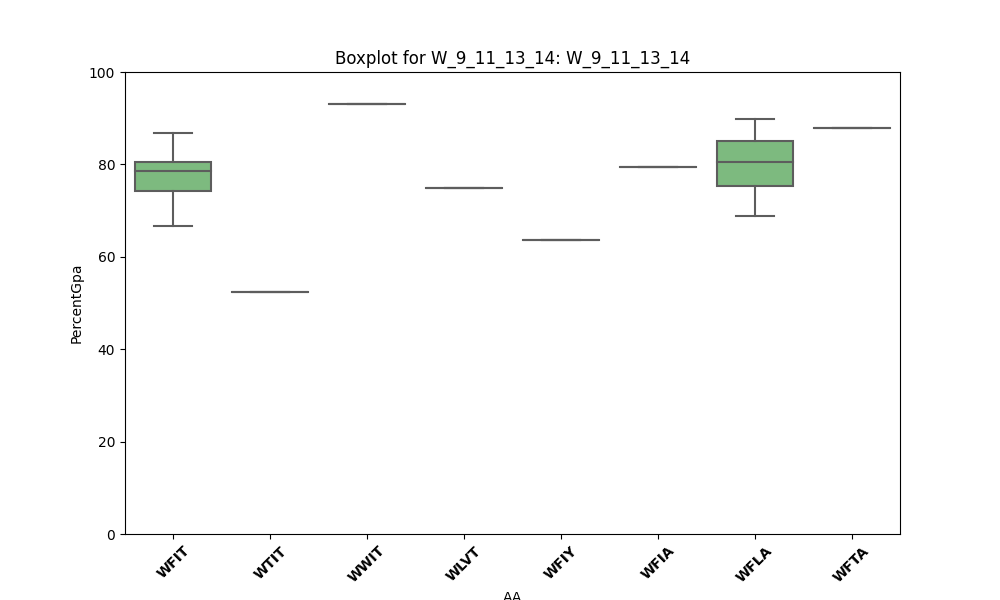 Boxplot for W_9_11_13_14: W_9_11_13_14
100
80
60
40
20
0
PercentGpa
WFIT
WTIT
WWIT
WLVT
WFIY
WFIA
WFLA
WFTA
AA